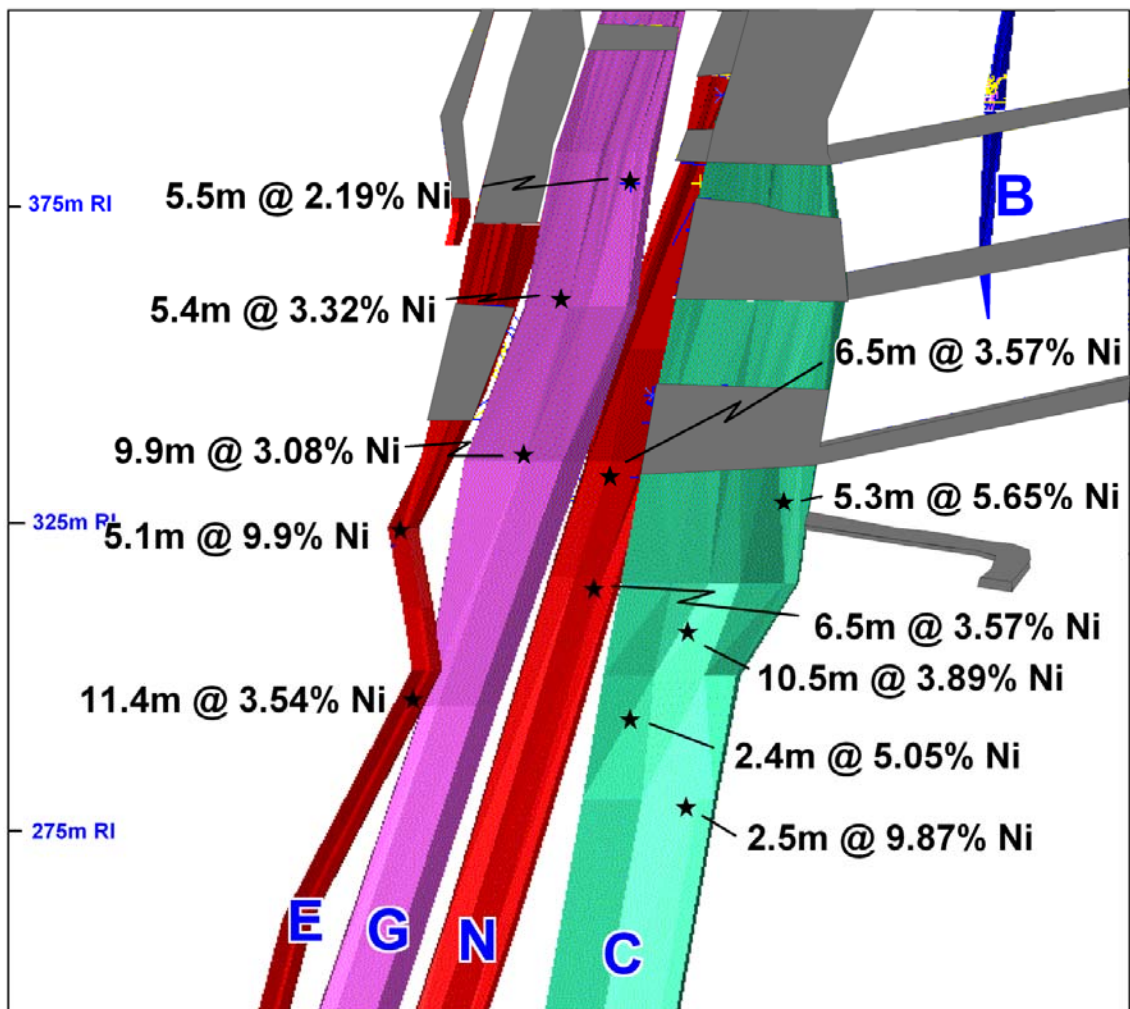 5.5m @ 2.19% Ni
375m Rl
B
5.4m @ 3.32% Ni
6.5m @ 3.57% Ni
9.9m @ 3.08% Ni
5.3m @ 5.65% Ni
325m Rl
5.1m @ 9.9% Ni
6.5m @ 3.57% Ni
10.5m @ 3.89% Ni
11.4m @ 3.54% Ni
2.4m @ 5.05% Ni
275m Rl
2.5m @ 9.87% Ni
E
G
N
C